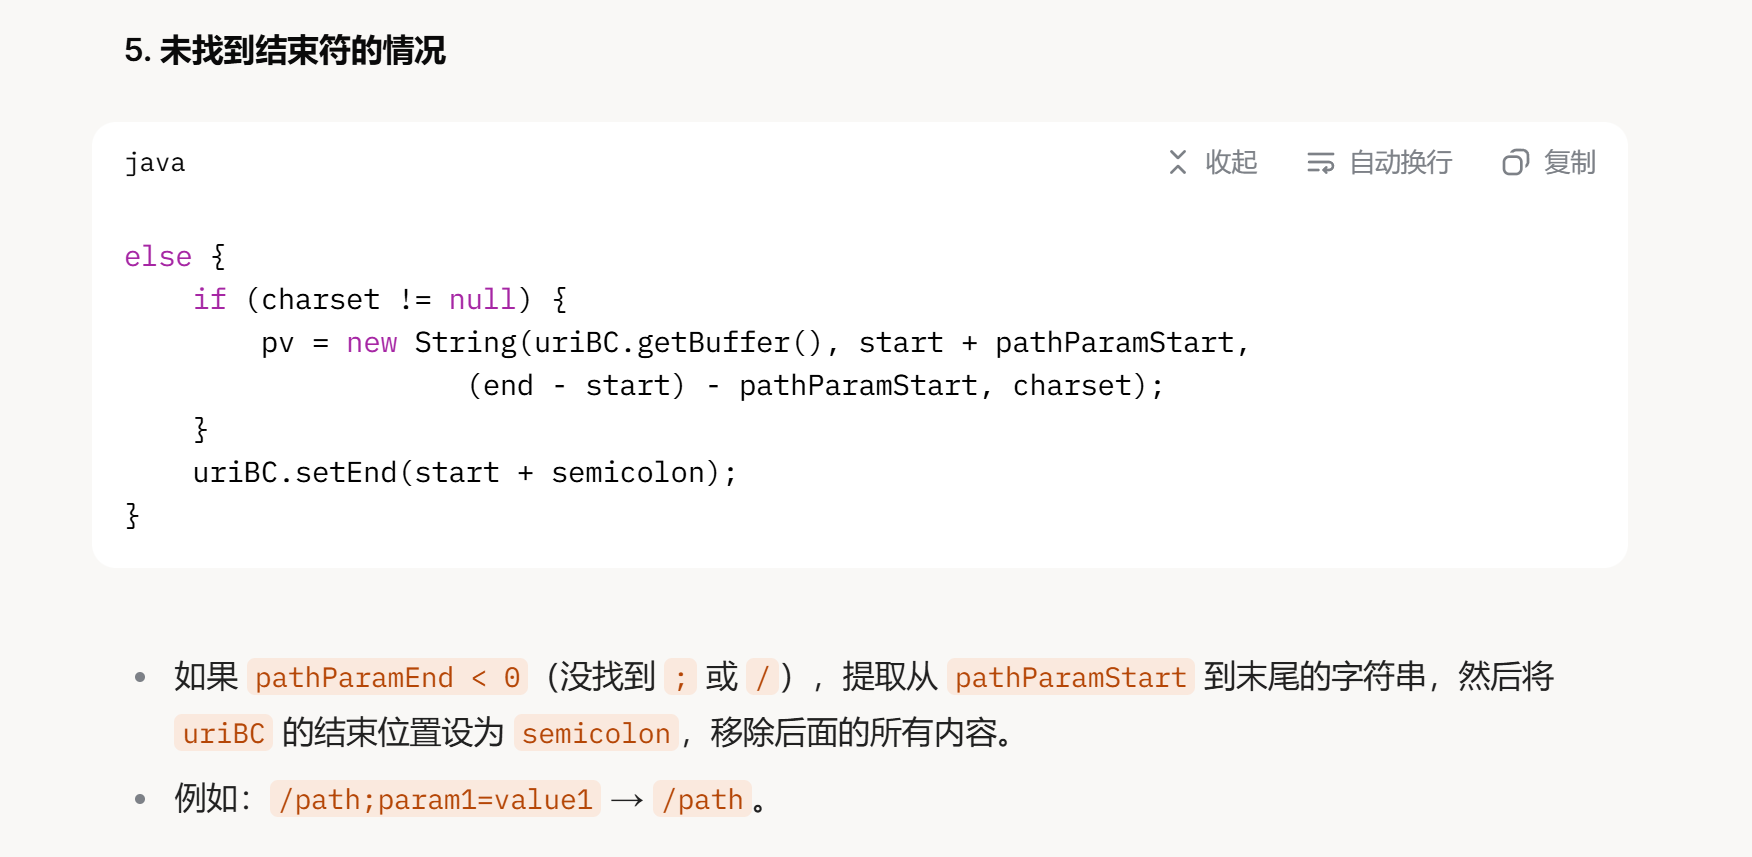 5. 未找到结束符的情况
java 收起 自动换行 复制
else {
    if (charset != null) {
        pv = new String(uriBC.getBuffer(), start + pathParamStart,
                    (end - start) - pathParamStart, charset);
    }
    uriBC.setEnd(start + semicolon);
}
• 如果 pathParamEnd < 0（没找到 ; 或 /），提取从 pathParamStart 到末尾的字符串，然后将
uriBC 的结束位置设为 semicolon，移除后面的所有内容。
• 例如：/path;param1=value1 → /path。